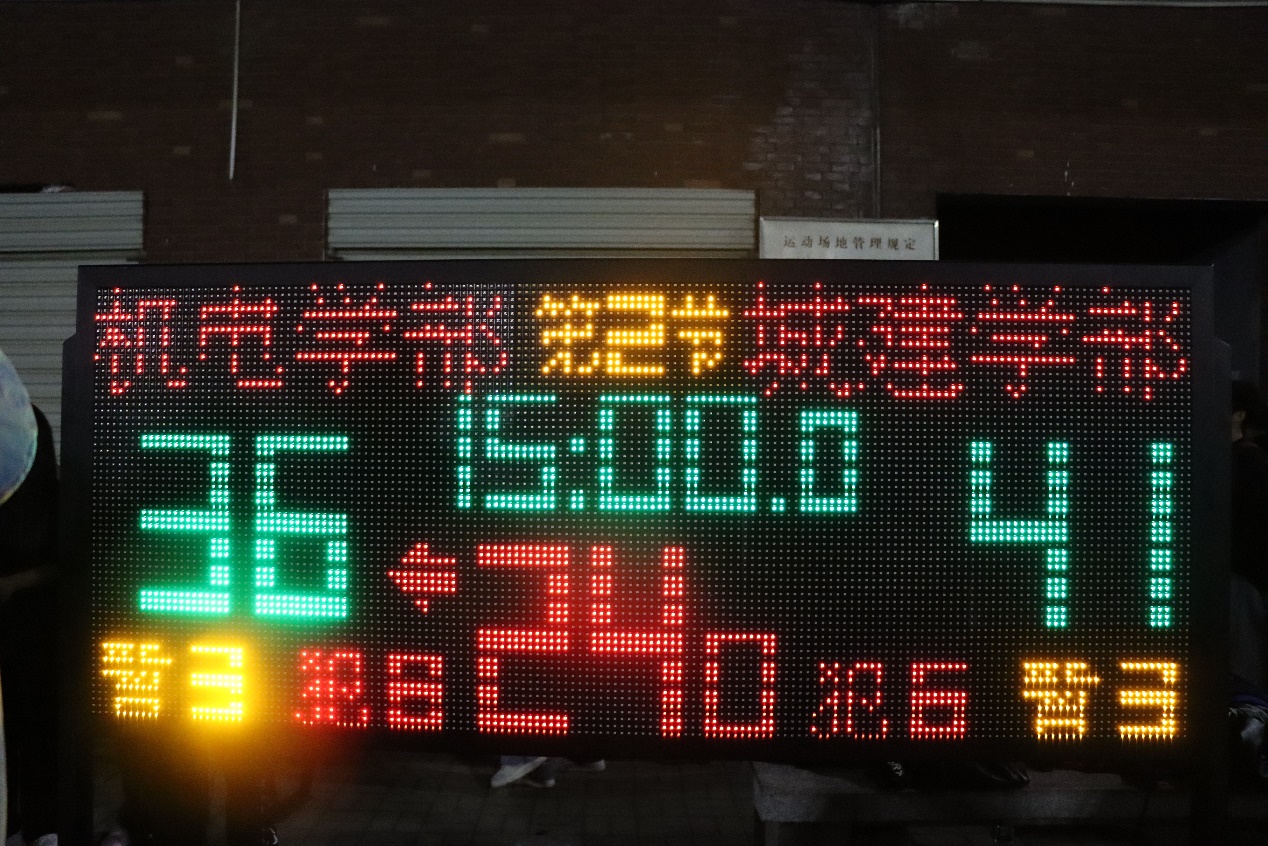 运动场地管理规定
机电学部 第2节 城建学部
15:00.0
36 41
24 0
暂3 犯8 犯6 暂3